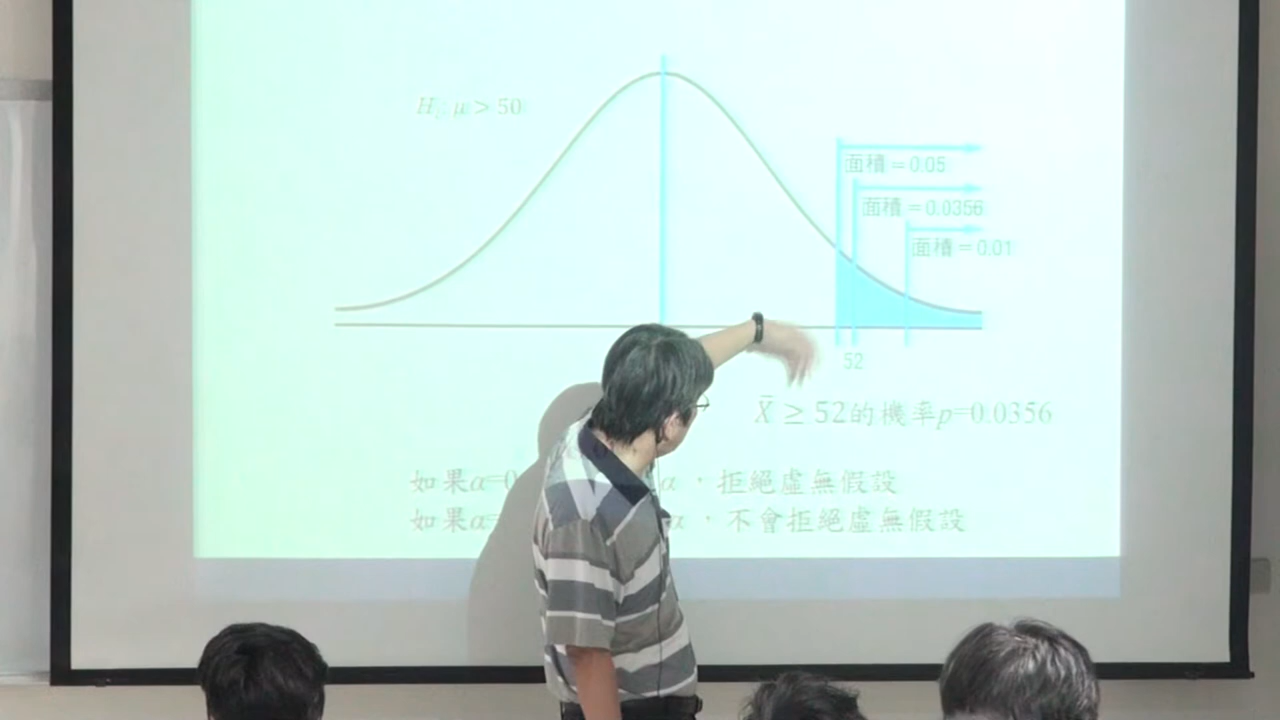 H₁: μ > 50
面積 = 0.05
面積 = 0.0356
面積 = 0.01
52
X̄ ≥ 52的機率p=0.0356
如果α=0 α ，拒絕虛無假設
如果α= α ，不會拒絕虛無假設